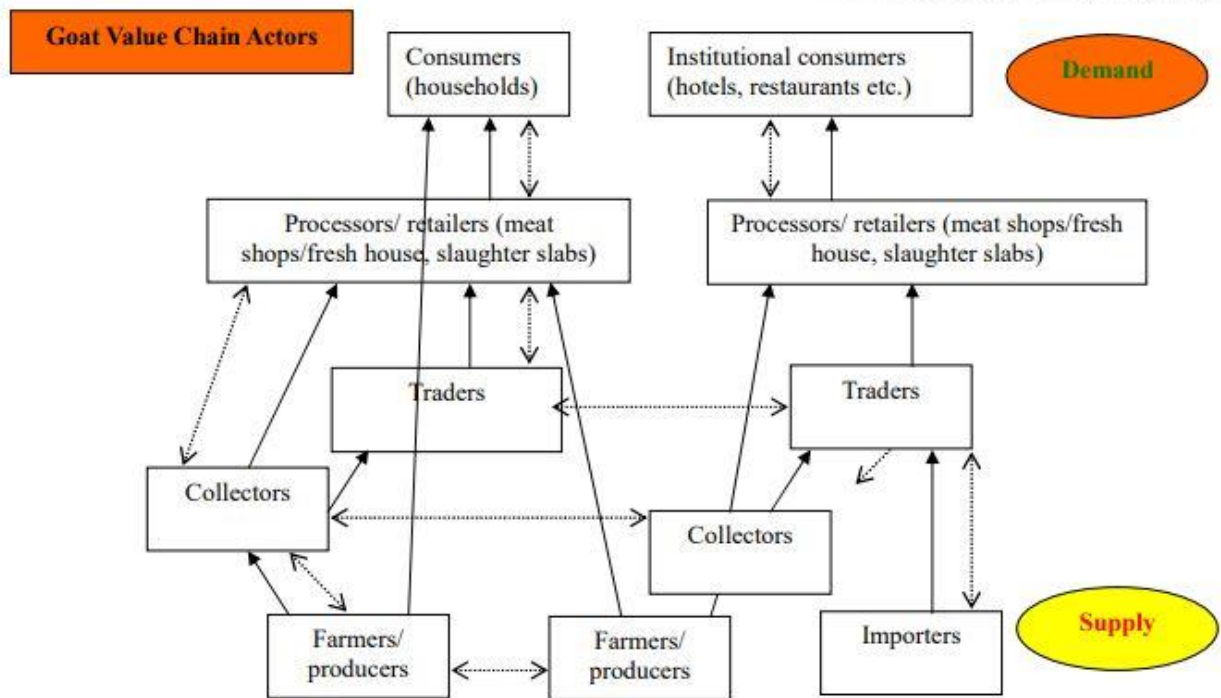 Goat Value Chain Actors
Consumers
(households)
Institutional consumers
(hotels, restaurants etc.)
Demand
Processors/ retailers (meat
shops/fresh house, slaughter slabs)
Processors/ retailers (meat shops/fresh
house, slaughter slabs)
Traders
Traders
Collectors
Collectors
Farmers/
producers
Farmers/
producers
Importers
Supply